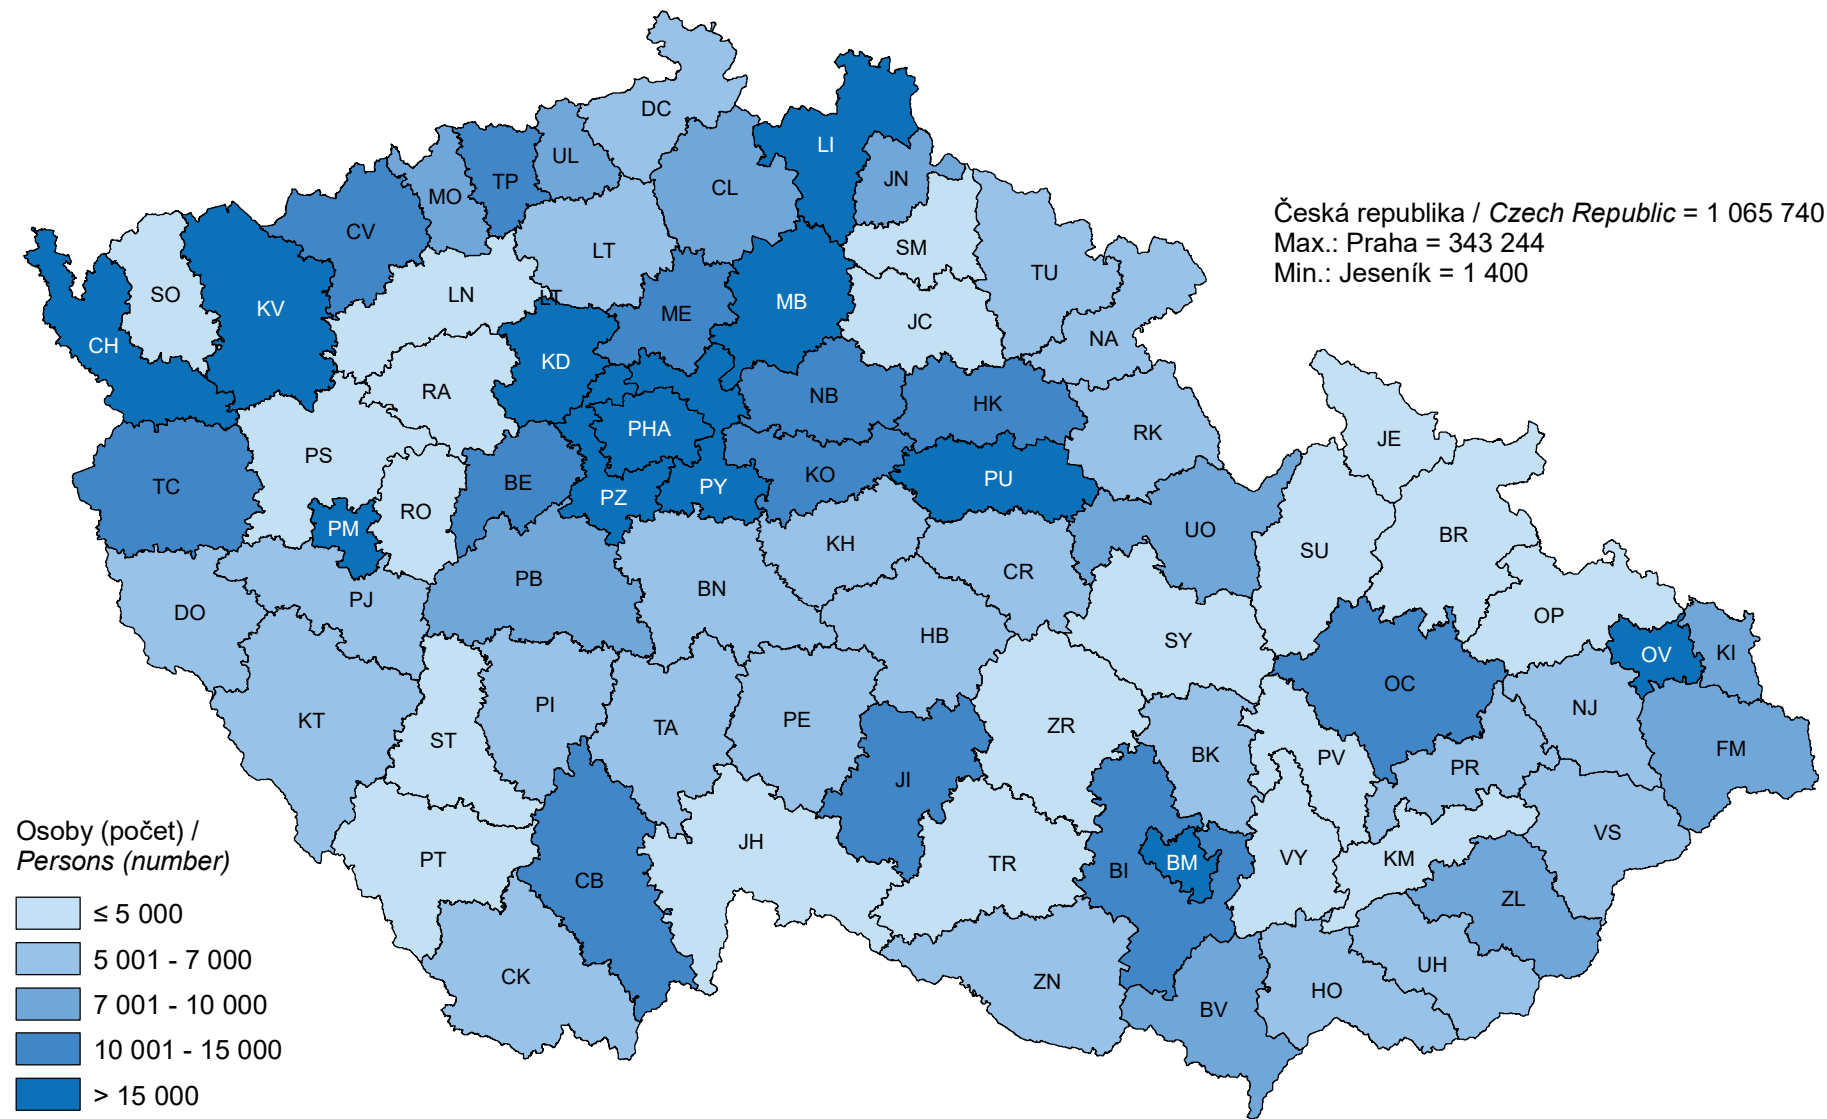 DC
LI
UL
TP
MO
CL
JN
CV
Česká republika / Czech Republic = 1 065 740
Max.: Praha = 343 244
Min.: Jeseník = 1 400
LT
SM
TU
SO
LN
LT
KV
MB
ME
JC
CH
NA
KD
RA
NB
HK
PHA
RK
JE
PS
TC
BE
KO
PU
PY
PZ
RO
PM
UO
BR
SU
KH
CR
PB
BN
PJ
DO
OP
HB
SY
OV
KI
OC
PI
NJ
KT
TA
PE
ZR
ST
FM
BK
PV
PR
JI
Osoby (počet) /
Persons (number)
VS
JH
PT
KM
VY
BM
TR
BI
CB
ZL
≤ 5 000
5 001 - 7 000
UH
CK
ZN
HO
7 001 - 10 000
BV
10 001 - 15 000
> 15 000